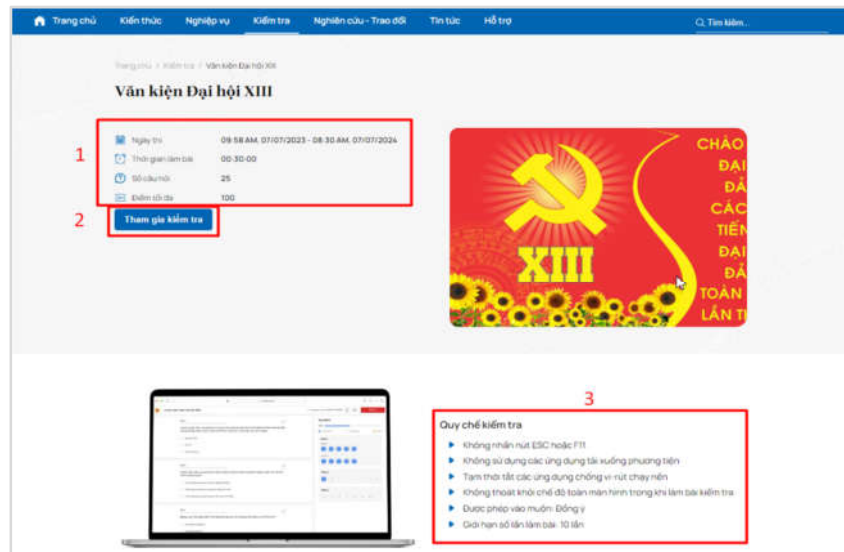 Trang chủ Kiến thức Nghiệp vụ Kiểm tra Nghiên cứu - Trao đổi Tin tức Hỗ trợ Tìm kiếm...
Trang chủ / Kiểm tra / Văn kiện Đại hội XIII
Văn kiện Đại hội XIII
1
Ngày thi 09:58 AM, 07/07/2023 - 08:30 AM, 07/07/2024
Thời gian làm bài 00:30:00
Số câu hỏi 25
Điểm tối đa 100
2
Tham gia kiểm tra
CHÀO
ĐẠI
ĐẢ
CÁC
TIẾN
ĐẠI
ĐẢ
TOÀN
LẦN T
XIII
3
Quy chế kiểm tra
Không nhấn nút ESC hoặc F11
Không sử dụng các ứng dụng tải xuống phương tiện
Tạm thời tắt các ứng dụng chống vi-rút chạy nền
Không thoát khỏi chế độ toàn màn hình trong khi làm bài kiểm tra
Được phép vào muộn: Đồng ý
Giới hạn số lần làm bài: 10 lần